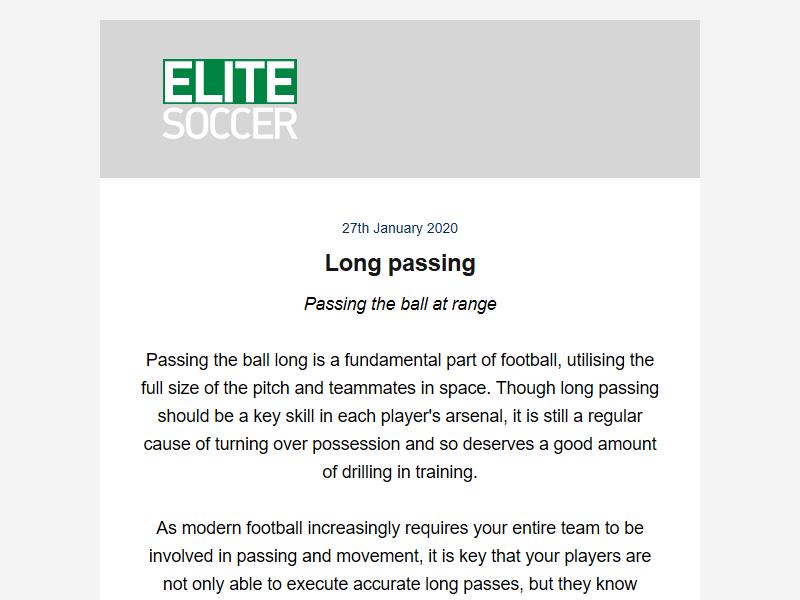 ELITE
SOCCER
27th January 2020
Long passing
Passing the ball at range
Passing the ball long is a fundamental part of football, utilising the
full size of the pitch and teammates in space. Though long passing
should be a key skill in each player's arsenal, it is still a regular
cause of turning over possession and so deserves a good amount
of drilling in training.
As modern football increasingly requires your entire team to be
involved in passing and movement, it is key that your players are
not only able to execute accurate long passes, but they know